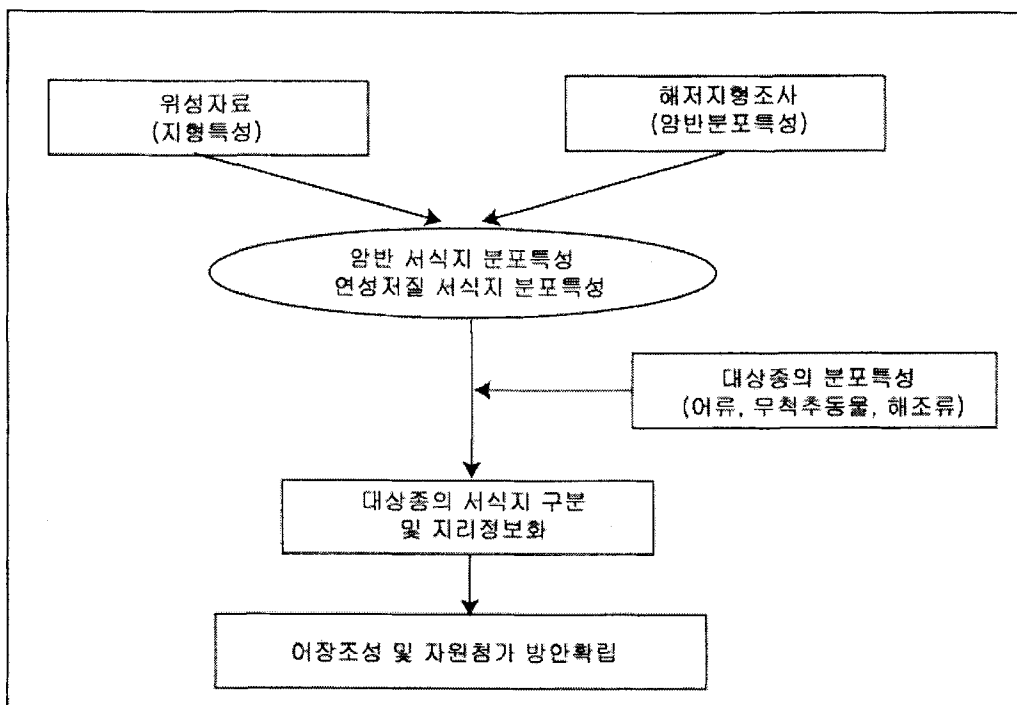 위성자료
(지형특성)
해저지형조사
(암반분포특성)
암반 서식지 분포특성
연성저질 서식지 분포특성
대상종의 분포특성
(어류, 무척추동물, 해조류)
대상종의 서식지 구분
및 지리정보화
어장조성 및 자원첨가 방안확립